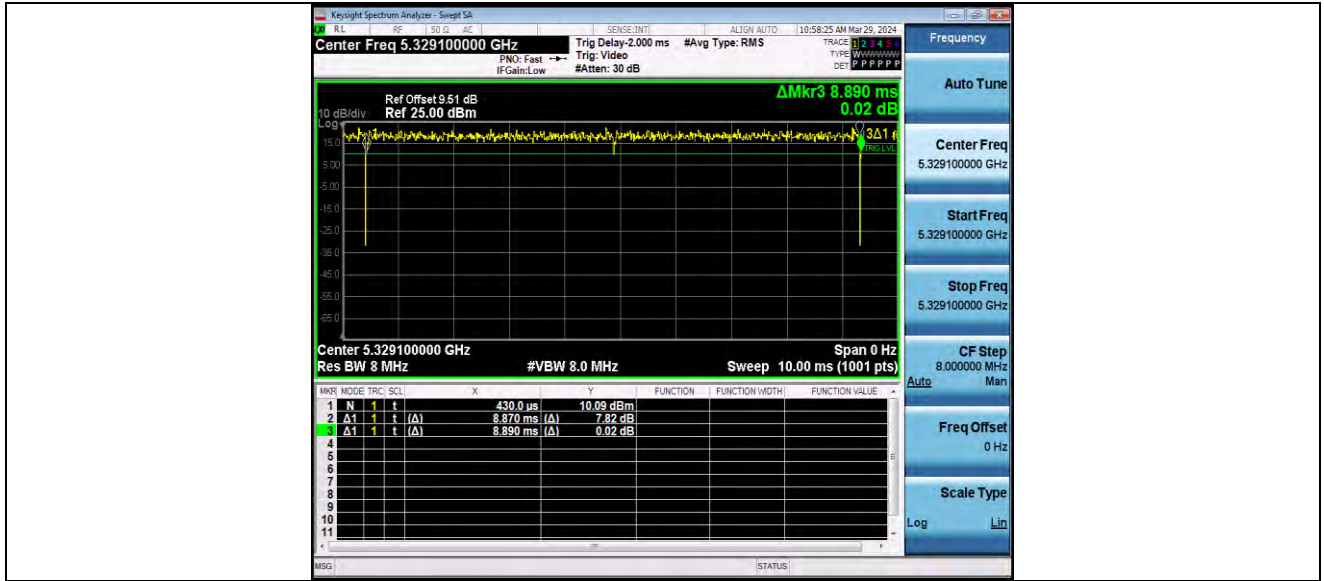 Keysight Spectrum Analyzer - Swept SA
RL RF 50 Ω AC SENSE:INT ALIGN AUTO 10:58:25 AM Mar 29, 2024
Center Freq 5.329100000 GHz
Trig Delay-2.000 ms #Avg Type: RMS
TRACE 1 2 3 4 5 6
PNO: Fast Trig: Video
TYPE WWWWWW
IFGain:Low #Atten: 30 dB
DET P P P P P P
Frequency
ΔMkr3 8.890 ms
0.02 dB
Ref Offset 9.51 dB
10 dB/div Ref 25.00 dBm
Log
3Δ1
15.0
TRIG LVL
5.00
-5.00
-15.0
-25.0
-35.0
-45.0
-55.0
-65.0
Center 5.329100000 GHz Span 0 Hz
Res BW 8 MHz #VBW 8.0 MHz Sweep 10.00 ms (1001 pts)
MKR MODE TRC SCL X Y FUNCTION FUNCTION WIDTH FUNCTION VALUE
1 N 1 t 430.0 µs 10.09 dBm
2 Δ1 1 t (Δ) 8.870 ms (Δ) 7.82 dB
3 Δ1 1 t (Δ) 8.890 ms (Δ) 0.02 dB
4
5
6
7
8
9
10
11
MSG STATUS
Auto Tune
Center Freq
5.329100000 GHz
Start Freq
5.329100000 GHz
Stop Freq
5.329100000 GHz
CF Step
8.000000 MHz
Auto Man
Freq Offset
0 Hz
Scale Type
Log Lin